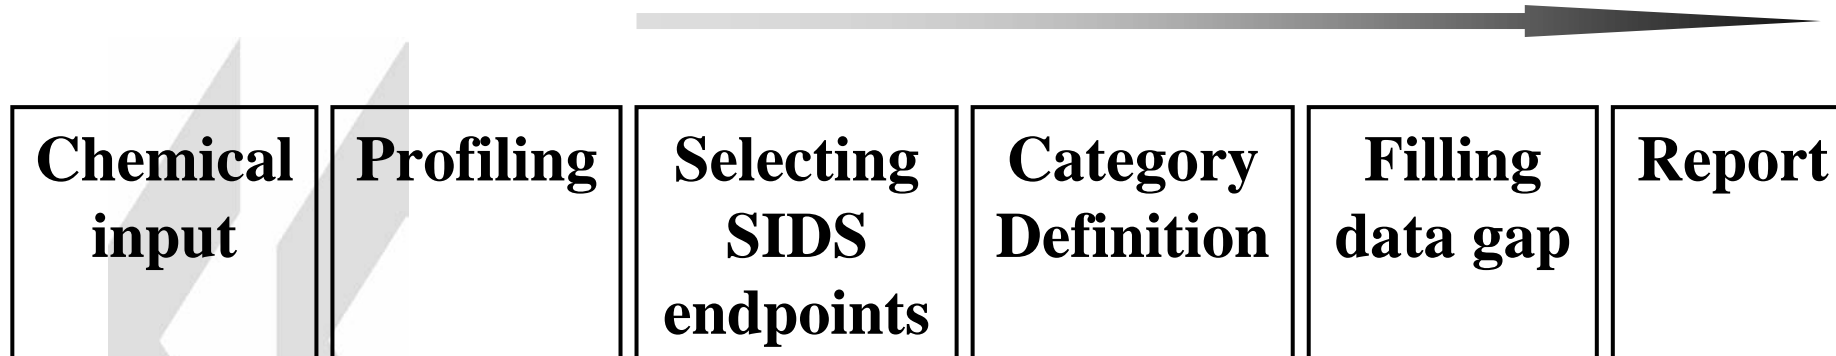 Chemical
input
Profiling
Selecting
SIDS
endpoints
Category
Definition
Filling
data gap
Report